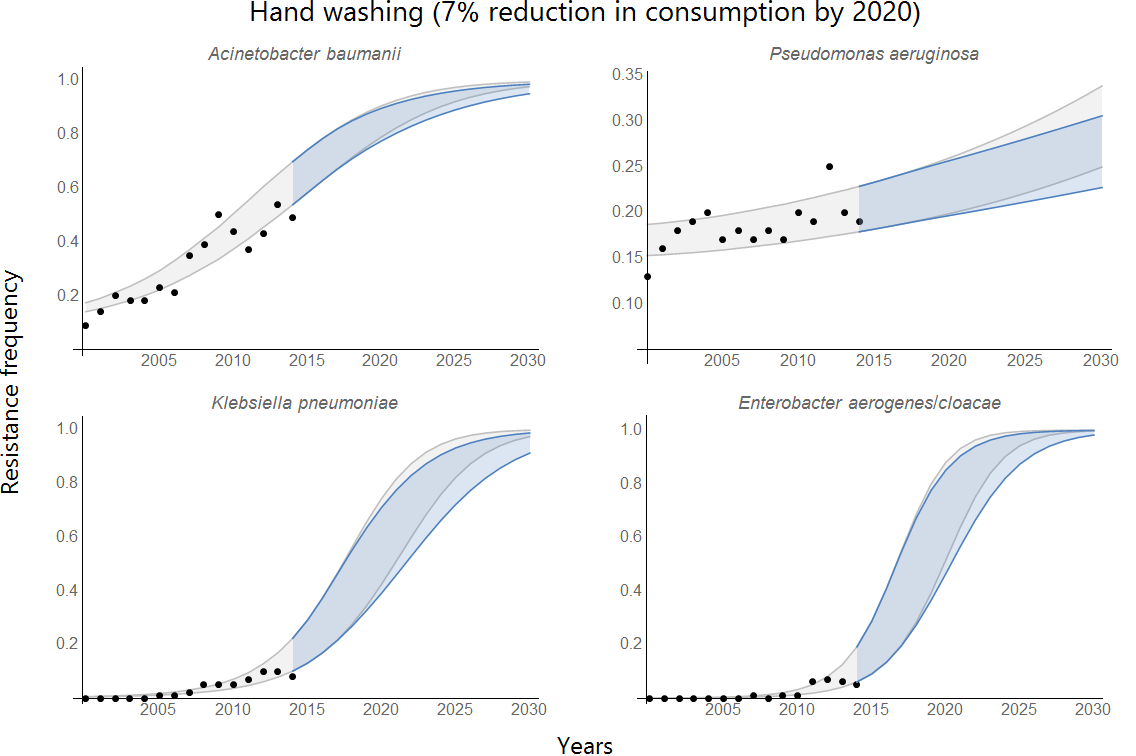 Hand washing (7% reduction in consumption by 2020)
Acinetobacter baumanii
1.0
0.8
0.6
0.4
0.2
2005 2010 2015 2020 2025 2030
Pseudomonas aeruginosa
0.35
0.30
0.25
0.20
0.15
0.10
2005 2010 2015 2020 2025 2030
Resistance frequency
Klebsiella pneumoniae
1.0
0.8
0.6
0.4
0.2
2005 2010 2015 2020 2025 2030
Enterobacter aerogenes/cloacae
1.0
0.8
0.6
0.4
0.2
2005 2010 2015 2020 2025 2030
Years